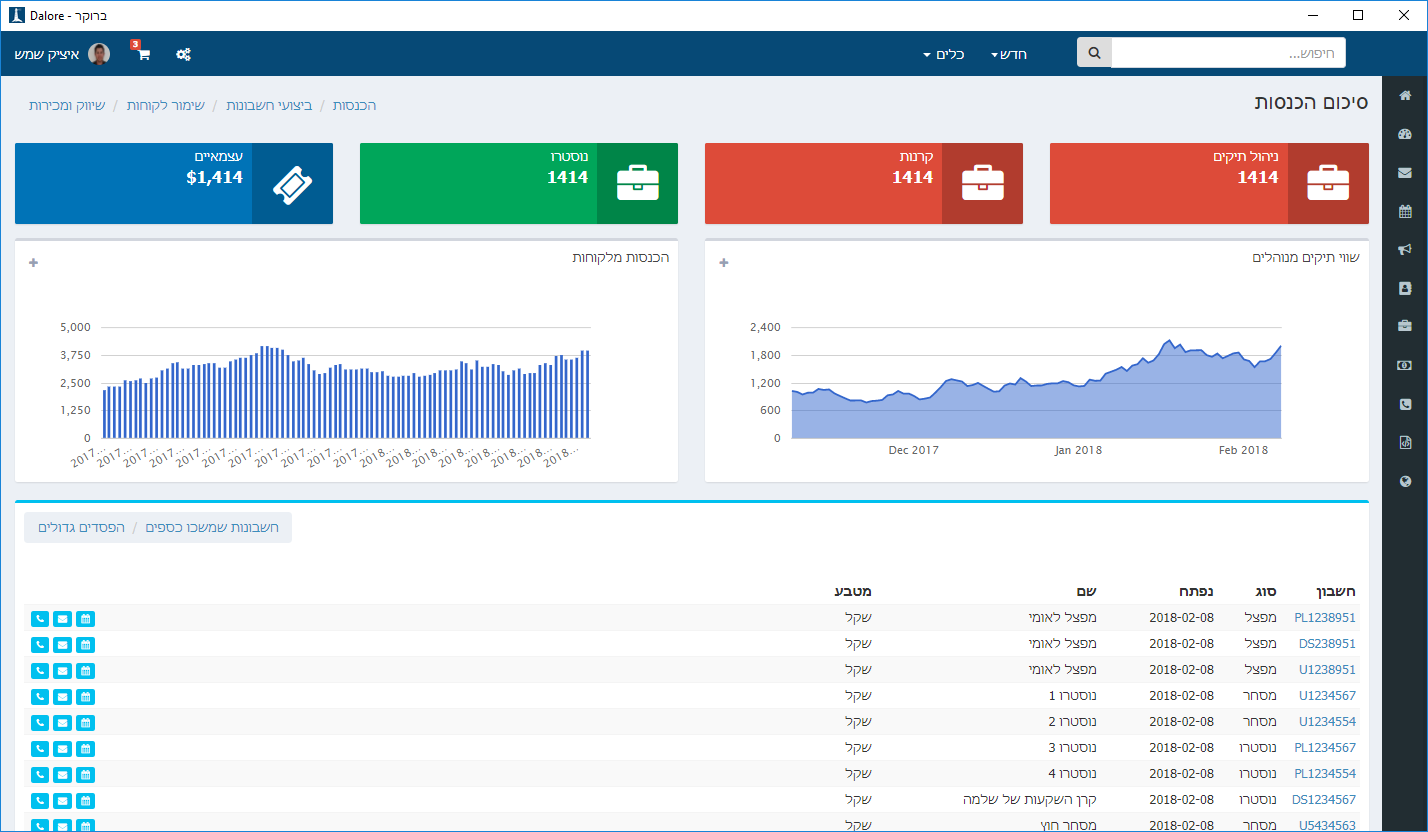 Dalore - ברוקר
חיפוש...
חדש
כלים
3
איציק שמש
סיכום הכנסות
הכנסות / ביצועי חשבונות / שימור לקוחות / שיווק ומכירות
ניהול תיקים
1414
קרנות
1414
נוסטרו
1414
עצמאיים
$1,414
שווי תיקים מנוהלים
2,400
1,800
1,200
600
0
Dec 2017 Jan 2018 Feb 2018
הכנסות מלקוחות
5,000
3,750
2,500
1,250
0
2017... 2017... 2017... 2017... 2017... 2017... 2017... 2017... 2017... 2017... 2017... 2018... 2018... 2018... 2018... 2018... 2018... 2018... 2018...
חשבונות שמשכו כספים / הפסדים גדולים
חשבון סוג נפתח שם מטבע
PL1238951 מפצל 2018-02-08 מפצל לאומי שקל
DS238951 מפצל 2018-02-08 מפצל לאומי שקל
U1238951 מפצל 2018-02-08 מפצל לאומי שקל
U1234567 מסחר 2018-02-08 נוסטרו 1 שקל
U1234554 מסחר 2018-02-08 נוסטרו 2 שקל
PL1234567 נוסטרו 2018-02-08 נוסטרו 3 שקל
PL1234554 נוסטרו 2018-02-08 נוסטרו 4 שקל
DS1234567 נוסטרו 2018-02-08 קרן השקעות של שלמה שקל
U5434563 מסחר 2018-02-08 מסחר חוץ שקל